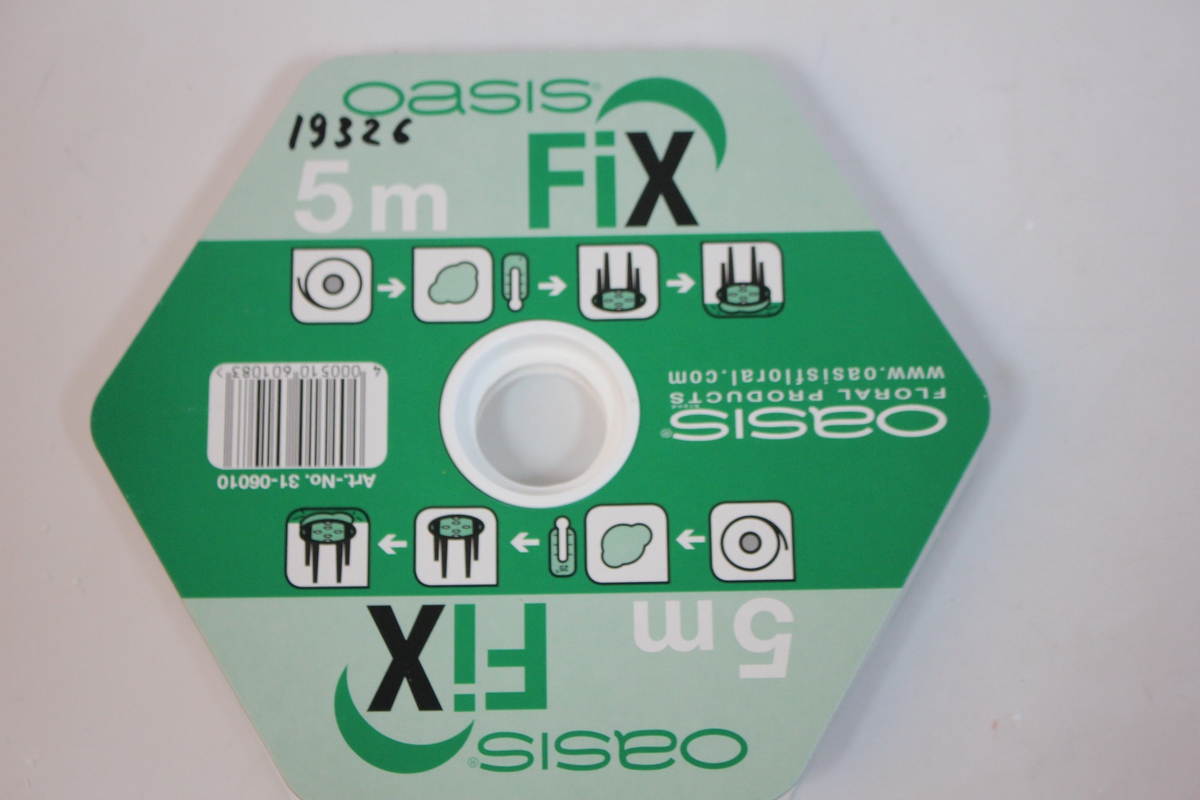 OASIS®
19326
FiX
5 m
www.oasisfloral.com
FLORAL PRODUCTS
OASIS®
4 000510 601083 >
Art.-No. 31-06010
25°
5 m
FiX
OASIS®